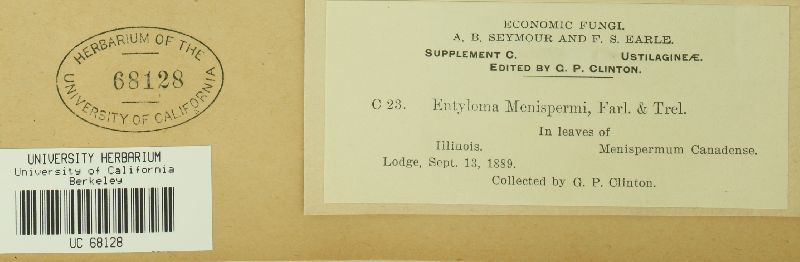 HERBARIUM OF THE
68128
UNIVERSITY OF CALIFORNIA
UNIVERSITY HERBARIUM
University of California
Berkeley
UC 68128
ECONOMIC FUNGI.
A. B. SEYMOUR AND F. S. EARLE.
SUPPLEMENT C. USTILAGINEÆ.
EDITED BY G. P. CLINTON.
C 23. Entyloma Menispermi, Farl. & Trel.
In leaves of
Illinois. Menispermum Canadense.
Lodge, Sept. 13, 1889.
Collected by G. P. Clinton.